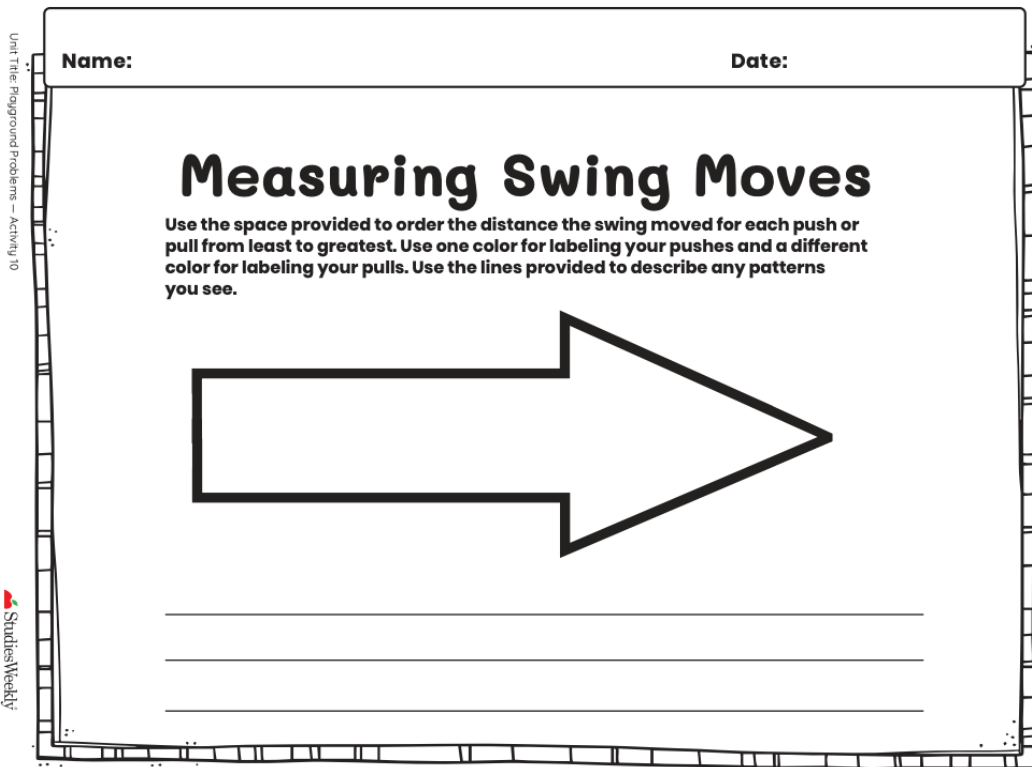 Name:
Date:
Measuring Swing Moves
Use the space provided to order the distance the swing moved for each push or
pull from least to greatest. Use one color for labeling your pushes and a different
color for labeling your pulls. Use the lines provided to describe any patterns
you see.
Unit Title: Playground Problems — Activity 10
StudiesWeekly